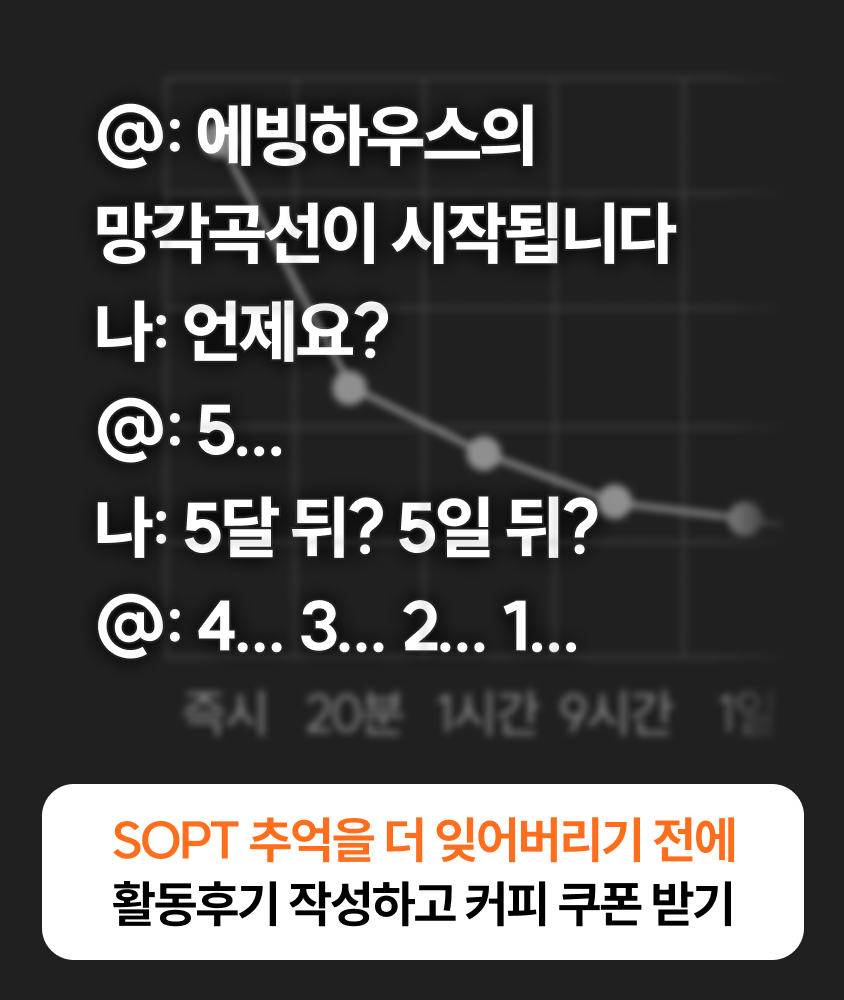 @: 에빙하우스의
망각곡선이 시작됩니다
나: 언제요?
@: 5...
나: 5달 뒤? 5일 뒤?
@: 4... 3... 2... 1...
즉시 20분 1시간 9시간 1일
SOPT 추억을 더 잊어버리기 전에
활동후기 작성하고 커피 쿠폰 받기